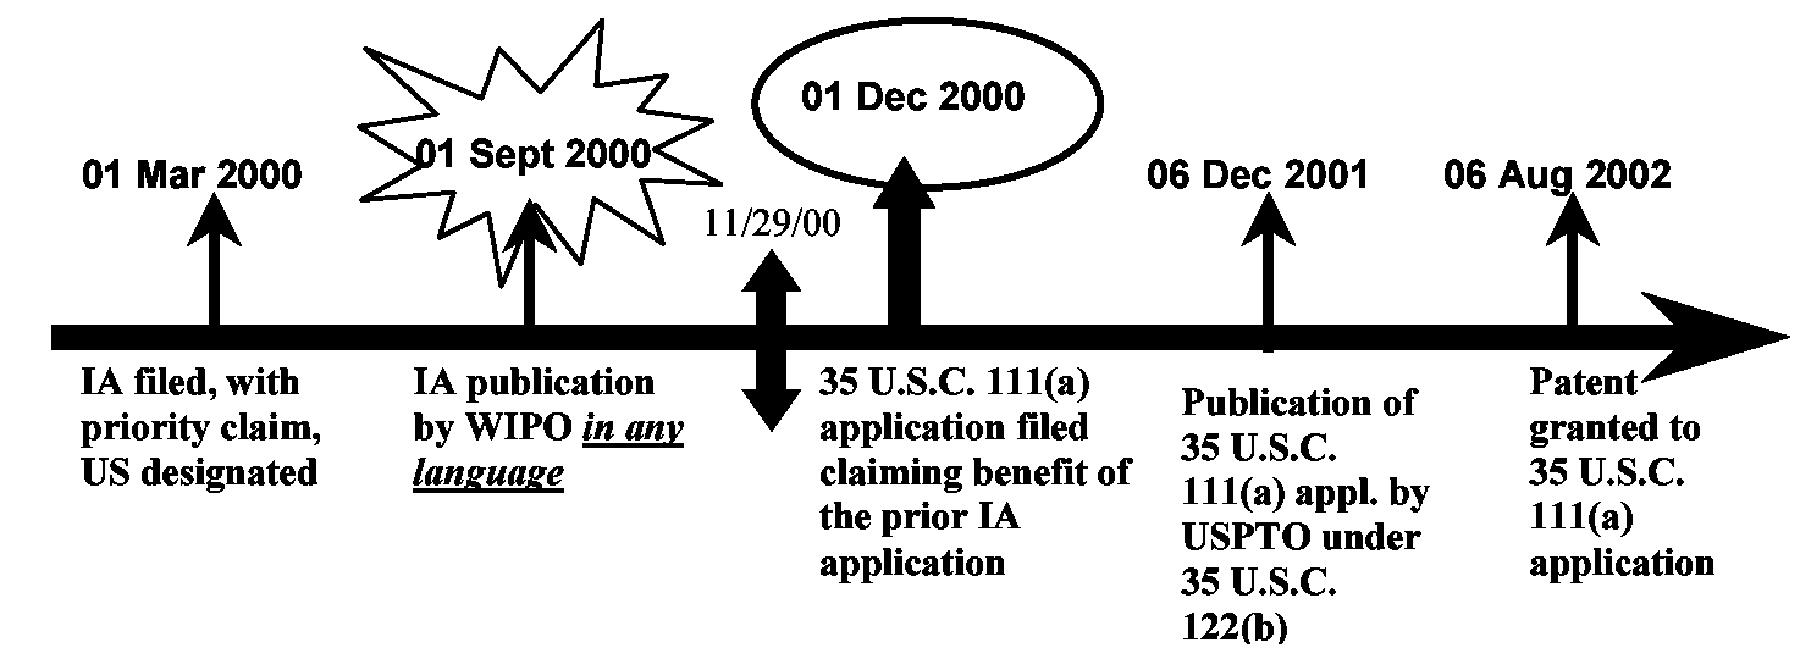 01 Mar 2000
01 Sept 2000
11/29/00
01 Dec 2000
06 Dec 2001
06 Aug 2002
IA filed, with
priority claim,
US designated
IA publication
by WIPO in any
language
35 U.S.C. 111(a)
application filed
claiming benefit of
the prior IA
application
Publication of
35 U.S.C.
111(a) appl. by
USPTO under
35 U.S.C.
122(b)
Patent
granted to
35 U.S.C.
111(a)
application